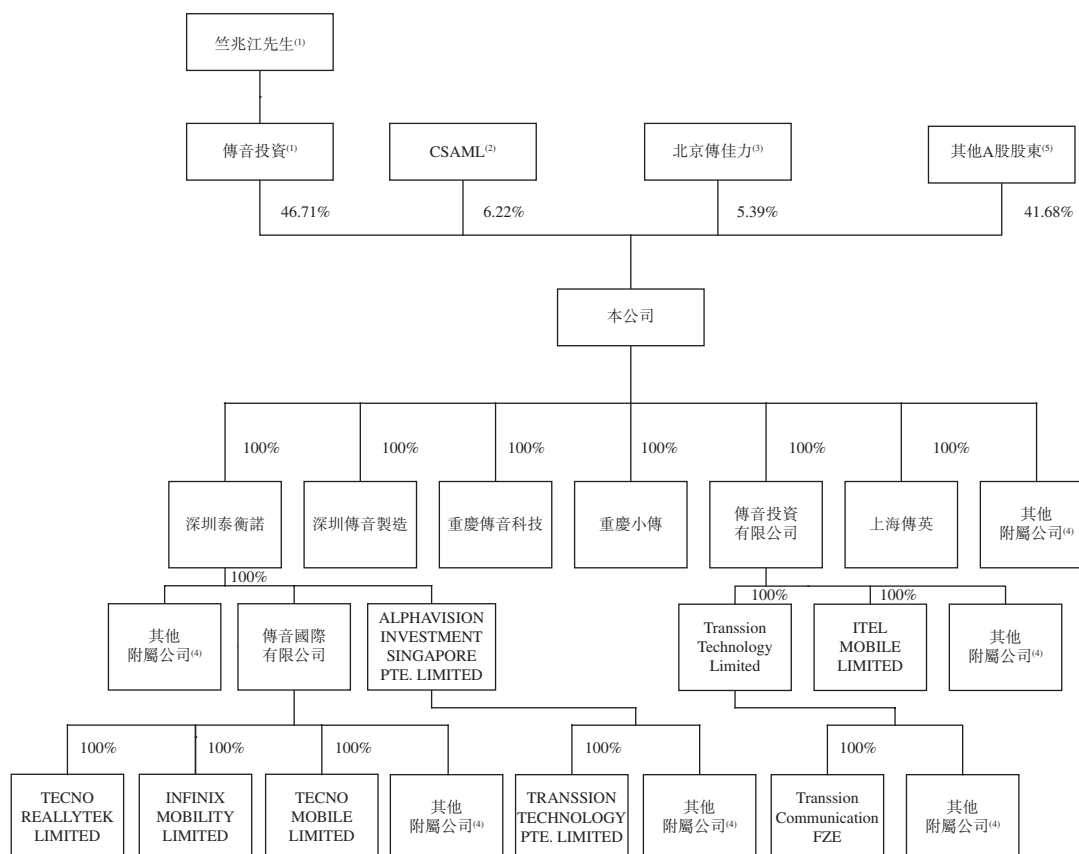 竺兆江先生(1)
傳音投資(1)
CSAML(2)
北京傳佳力(3)
其他A股股東(5)
46.71%
6.22%
5.39%
41.68%
本公司
100%
100%
100%
100%
100%
100%
深圳泰衡諾
深圳傳音製造
重慶傳音科技
重慶小傳
傳音投資
有限公司
上海傳英
其他
附屬公司(4)
100%
100%
100%
其他
附屬公司(4)
傳音國際
有限公司
ALPHAVISION
INVESTMENT
SINGAPORE
PTE. LIMITED
Transsion
Technology
Limited
ITEL
MOBILE
LIMITED
其他
附屬公司(4)
100%
100%
100%
100%
100%
TECNO
REALLYTEK
LIMITED
INFINIX
MOBILITY
LIMITED
TECNO
MOBILE
LIMITED
其他
附屬公司(4)
TRANSSION
TECHNOLOGY
PTE. LIMITED
其他
附屬公司(4)
Transsion
Communication
FZE
其他
附屬公司(4)